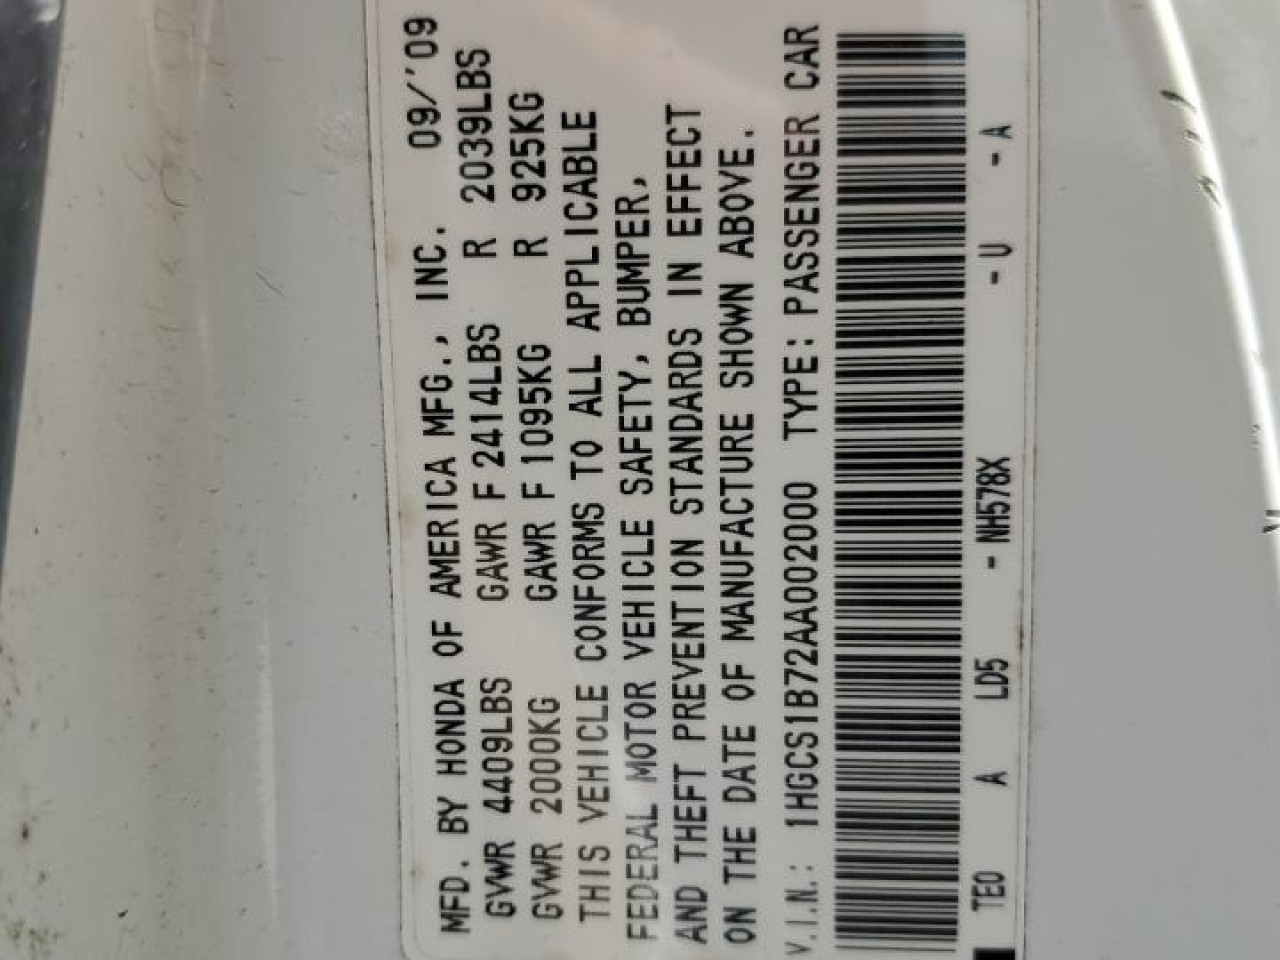 MFD. BY HONDA OF AMERICA MFG., INC. 09/'09
GVWR 4409LBS GAWR F 2414LBS R 2039LBS
GVWR 2000KG GAWR F 1095KG R 925KG
THIS VEHICLE CONFORMS TO ALL APPLICABLE
FEDERAL MOTOR VEHICLE SAFETY, BUMPER,
AND THEFT PREVENTION STANDARDS IN EFFECT
ON THE DATE OF MANUFACTURE SHOWN ABOVE.
V.I.N.: 1HGCS1B72AA002000 TYPE: PASSENGER CAR
TE0 A LD5 - NH578X - U - A